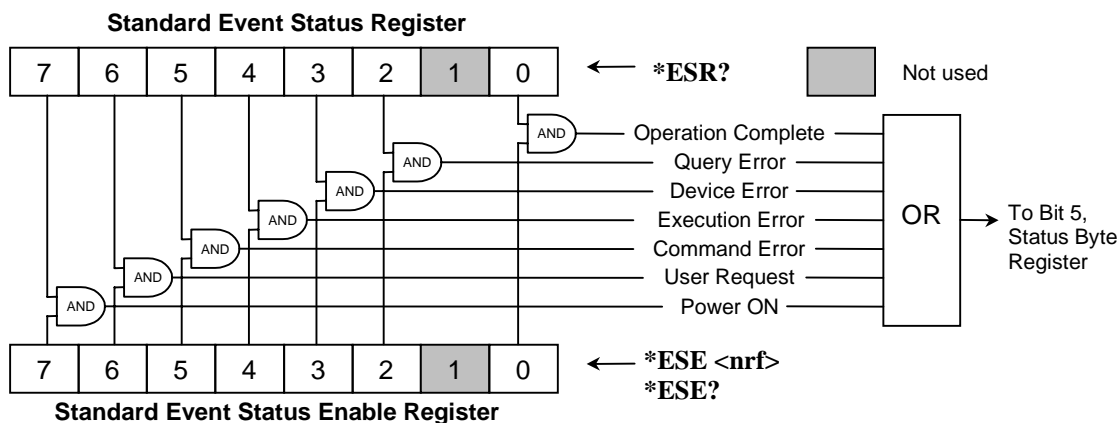 Standard Event Status Register
7 6 5 4 3 2 1 0
*ESR?
Not used
AND
Operation Complete
AND
Query Error
AND
Device Error
AND
Execution Error
AND
Command Error
AND
User Request
AND
Power ON
OR
To Bit 5,
Status Byte
Register
7 6 5 4 3 2 1 0
*ESE <nrf>
*ESE?
Standard Event Status Enable Register